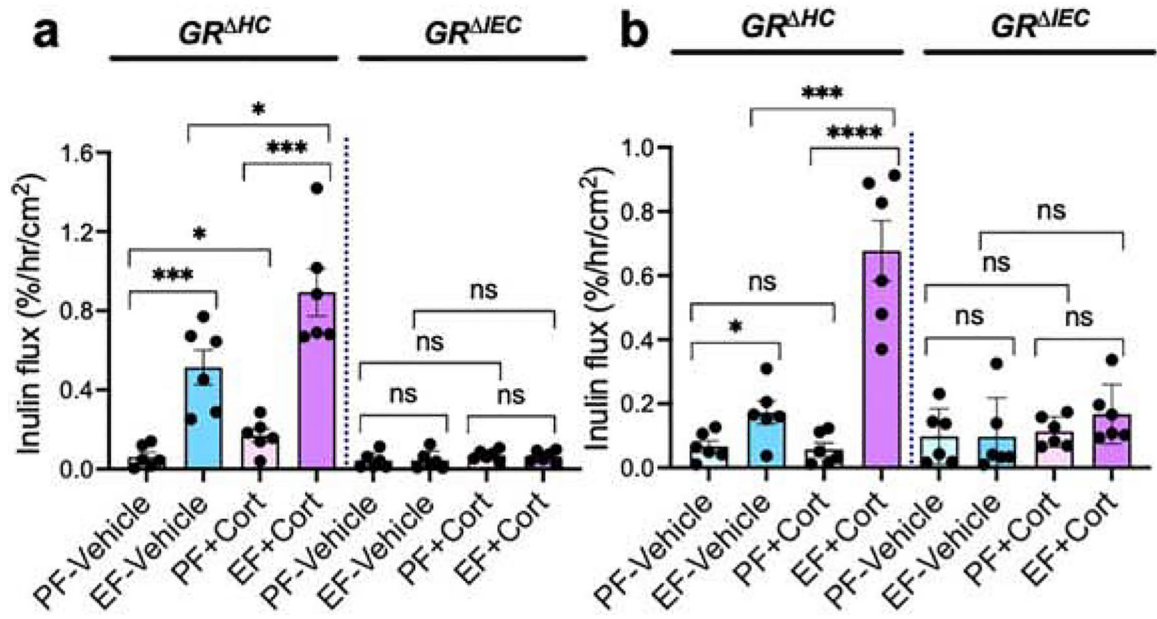 a
GR^ΔHC GR^ΔIEC
*
***
*
***
ns
ns
ns ns
Inulin flux (%/hr/cm²)
1.6
1.2
0.8
0.4
0.0
PF-Vehicle EF-Vehicle PF+Cort EF+Cort PF-Vehicle EF-Vehicle PF+Cort EF+Cort
b
GR^ΔHC GR^ΔIEC
***
****
ns
*
ns
ns
ns ns
Inulin flux (%/hr/cm²)
1.0
0.8
0.6
0.4
0.2
0.0
PF-Vehicle EF-Vehicle PF+Cort EF+Cort PF-Vehicle EF-Vehicle PF+Cort EF+Cort